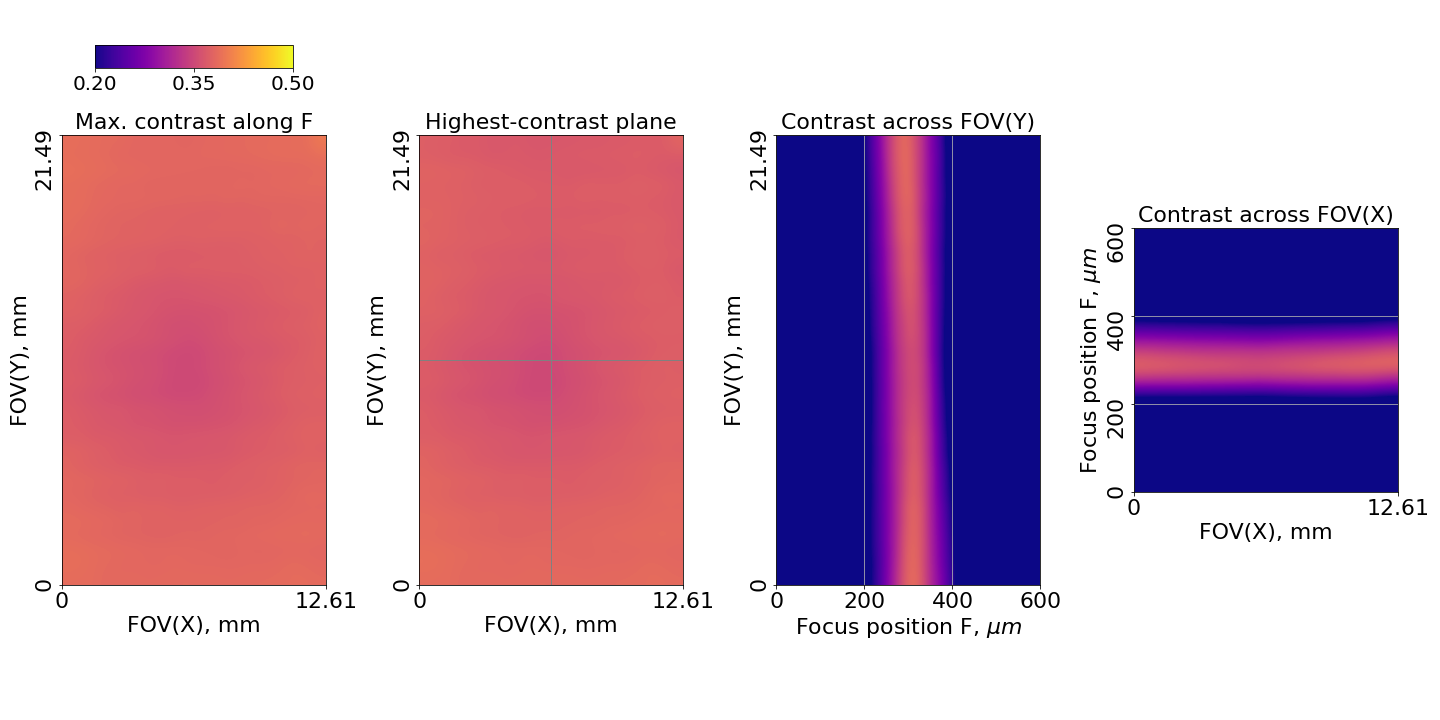 0.20 0.35 0.50
Max. contrast along F
21.49
FOV(Y), mm
0
0 12.61
FOV(X), mm
Highest-contrast plane
21.49
FOV(Y), mm
0
0 12.61
FOV(X), mm
Contrast across FOV(Y)
21.49
FOV(Y), mm
0
0 200 400 600
Focus position F, μm
Contrast across FOV(X)
600
400
200
0
Focus position F, μm
0 12.61
FOV(X), mm